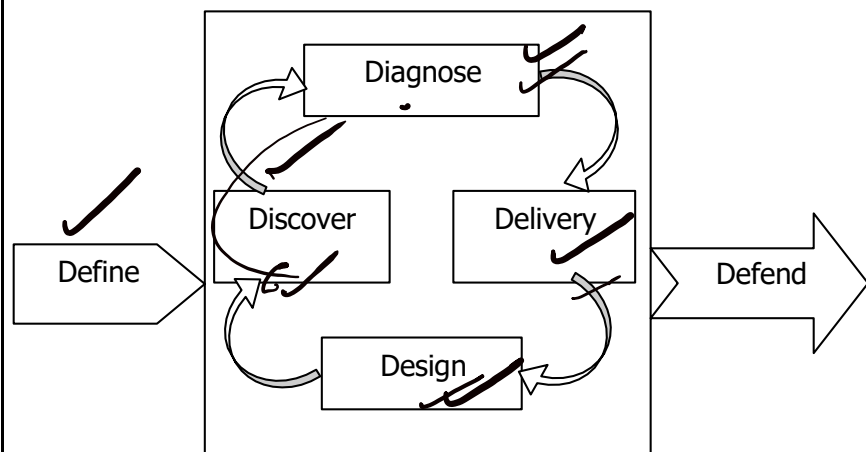 Diagnose
Discover
Delivery
Define
Defend
Design